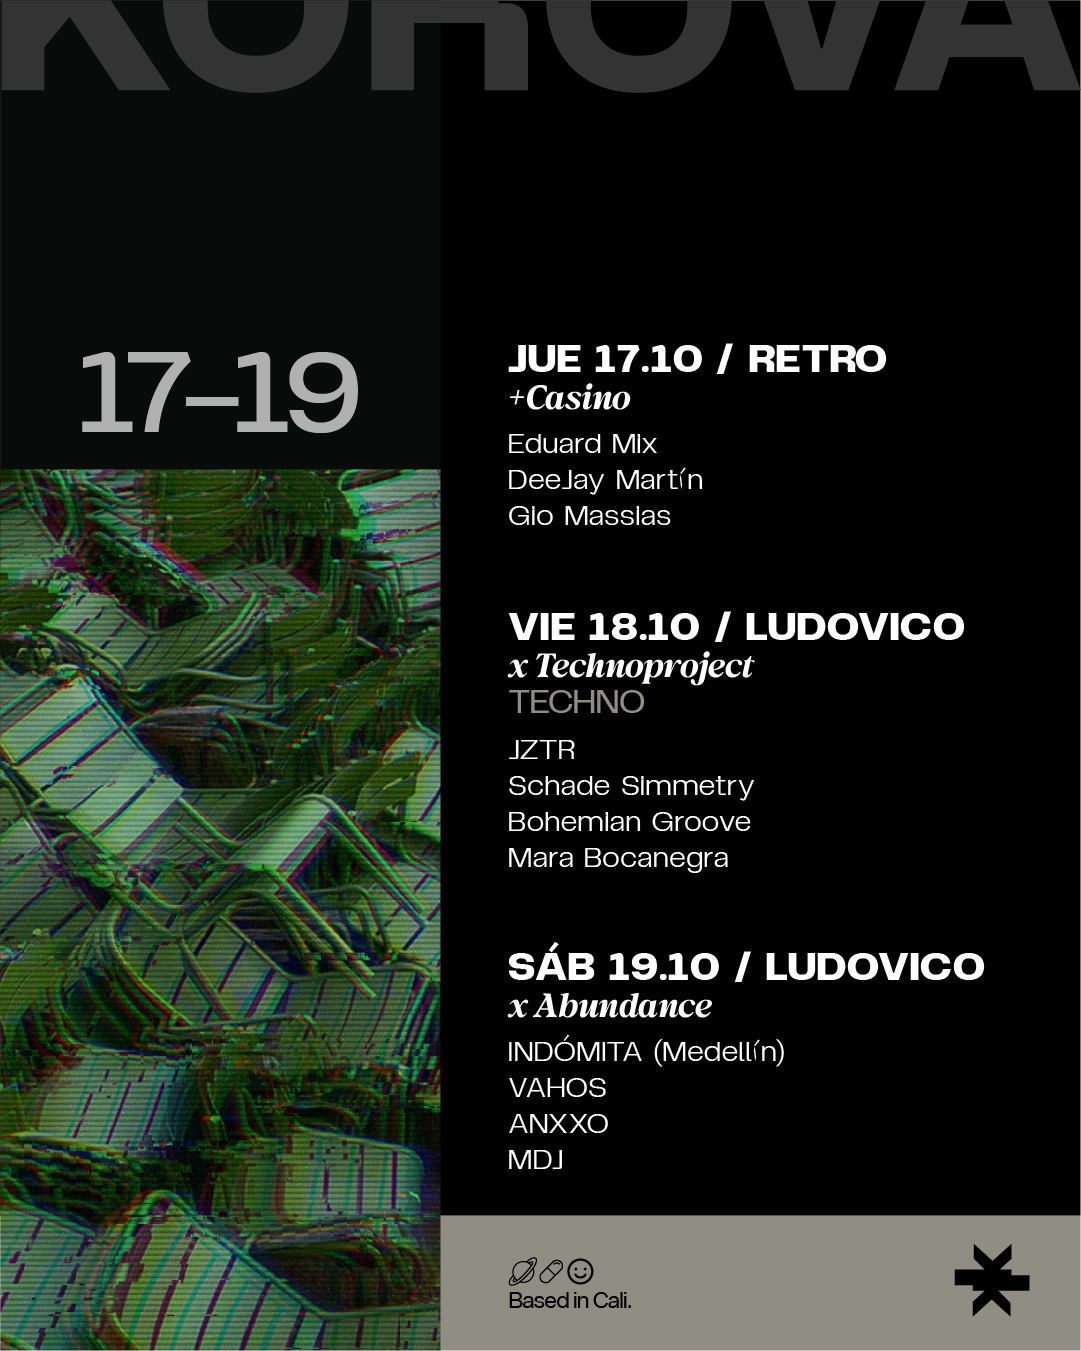 KOROVA
17–19
JUE 17.10 / RETRO
+Casino
Eduard Mix
DeeJay Martín
Gio Massias
VIE 18.10 / LUDOVICO
x Technoproject
TECHNO
JZTR
Schade Simmetry
Bohemian Groove
Mara Bocanegra
SÁB 19.10 / LUDOVICO
x Abundance
INDÓMITA (Medellín)
VAHOS
ANXXO
MDJ
Based in Cali.